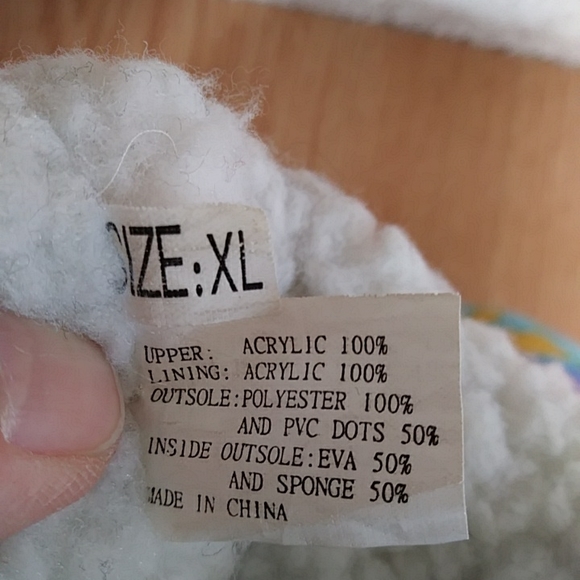 SIZE:XL
UPPER: ACRYLIC 100%
LINING: ACRYLIC 100%
OUTSOLE:POLYESTER 100%
AND PVC DOTS 50%
INSIDE OUTSOLE:EVA 50%
AND SPONGE 50%
MADE IN CHINA